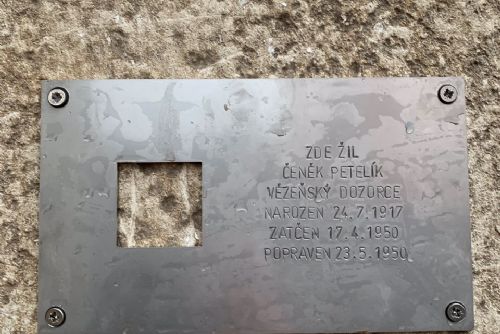 ZDE ŽIL
ČENĚK PETELÍK
VĚZEŇSKÝ DOZORCE
NAROZEN 24.7.1917
ZATČEN 17.4.1950
POPRAVEN 23.5.1950